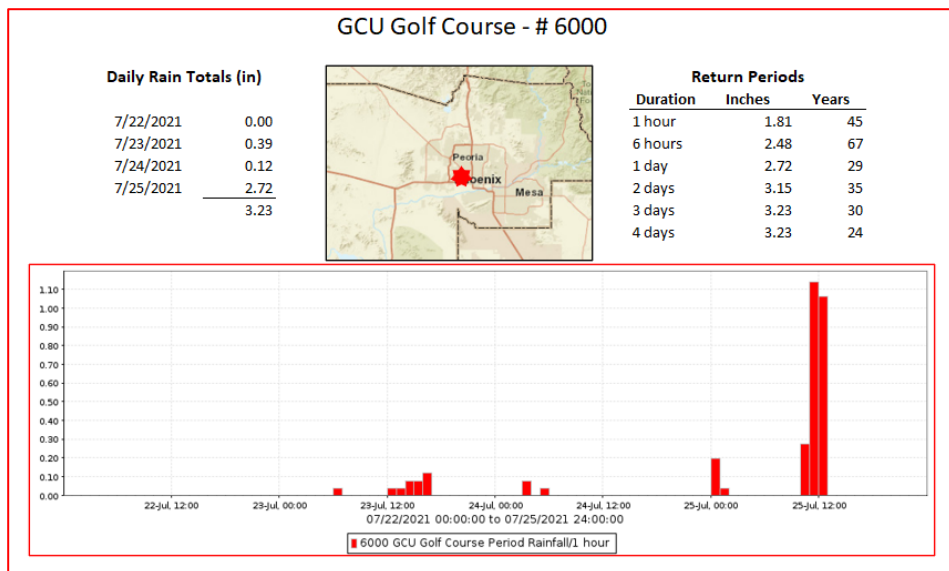 GCU Golf Course - # 6000
Daily Rain Totals (in)
7/22/2021 0.00
7/23/2021 0.39
7/24/2021 0.12
7/25/2021 2.72
3.23
Peoria
oenix
Mesa
Return Periods
Duration Inches Years
1 hour 1.81 45
6 hours 2.48 67
1 day 2.72 29
2 days 3.15 35
3 days 3.23 30
4 days 3.23 24
1.10
1.00
0.90
0.80
0.70
0.60
0.50
0.40
0.30
0.20
0.10
0.00
22-Jul, 12:00 23-Jul, 00:00 23-Jul, 12:00 24-Jul, 00:00 24-Jul, 12:00 25-Jul, 00:00 25-Jul, 12:00
07/22/2021 00:00:00 to 07/25/2021 24:00:00
6000 GCU Golf Course Period Rainfall/1 hour